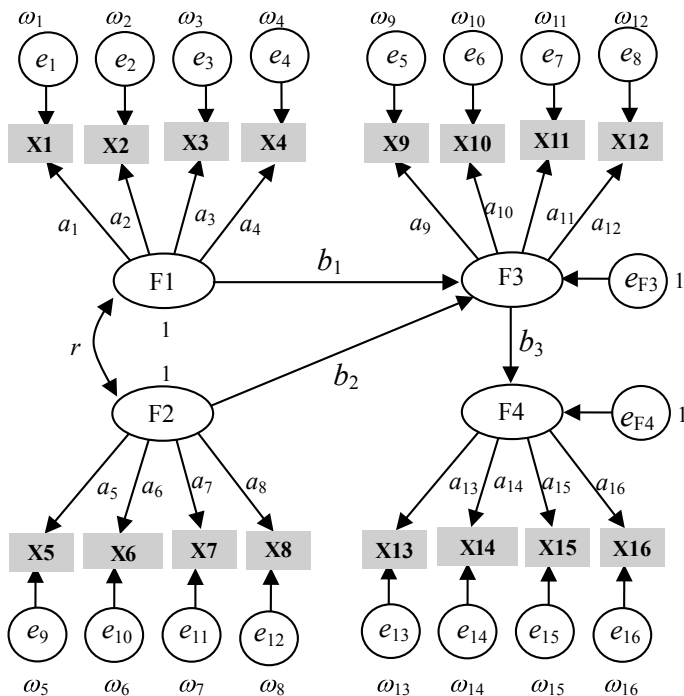 ω₁ ω₂ ω₃ ω₄ ω₉ ω₁₀ ω₁₁ ω₁₂
e₁ e₂ e₃ e₄ e₅ e₆ e₇ e₈
X1 X2 X3 X4 X9 X10 X11 X12
a₁ a₂ a₃ a₄ a₉ a₁₀ a₁₁ a₁₂
F1 b₁ F3 e_F3 1
1
r
1
b₂ b₃
F2 F4 e_F4 1
a₅ a₆ a₇ a₈ a₁₃ a₁₄ a₁₅ a₁₆
X5 X6 X7 X8 X13 X14 X15 X16
e₉ e₁₀ e₁₁ e₁₂ e₁₃ e₁₄ e₁₅ e₁₆
ω₅ ω₆ ω₇ ω₈ ω₁₃ ω₁₄ ω₁₅ ω₁₆